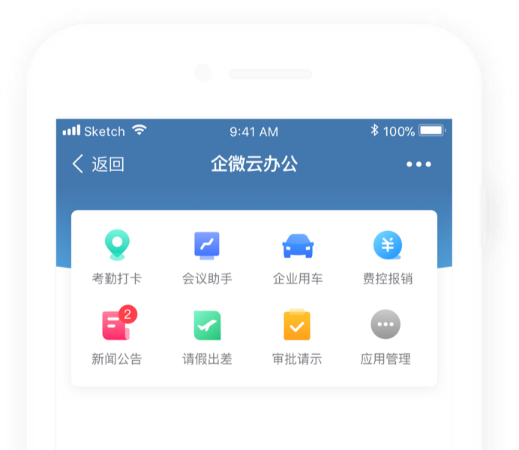 Sketch 9:41 AM 100%
返回 企微云办公
考勤打卡 会议助手 企业用车 费控报销
2
新闻公告 请假出差 审批请示 应用管理